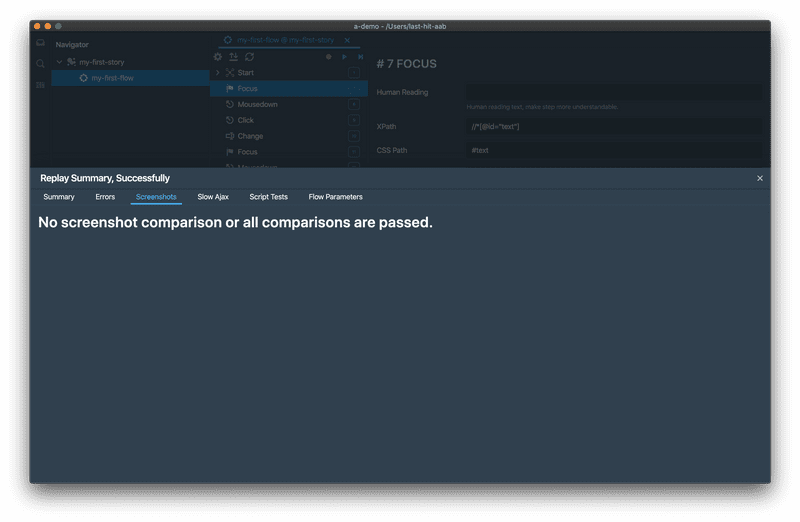 a-demo - /Users/last-hit-aab
Navigator
my-first-story
my-first-flow
my-first-flow @ my-first-story
Start
Focus
Mousedown
Click
Change
Focus
Mousedown
# 7 FOCUS
Human Reading
Human reading text, make step more understandable.
XPath
//*[@id="text"]
CSS Path
#text
Replay Summary, Successfully
Summary
Errors
Screenshots
Slow Ajax
Script Tests
Flow Parameters
No screenshot comparison or all comparisons are passed.